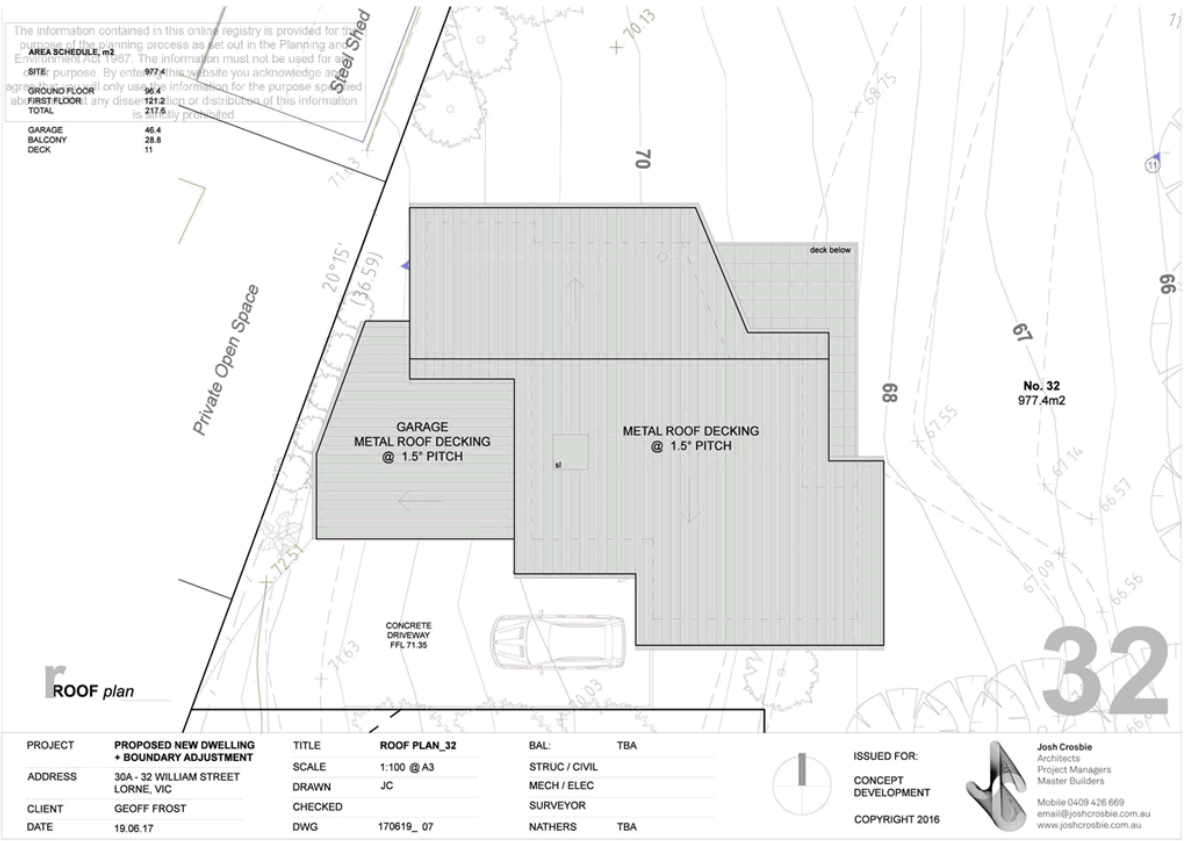 The information contained in this online registry is provided for the
purpose of the planning process as set out in the Planning and
Environment Act 1987. The information must not be used for any
other purpose. By entering this website you acknowledge and
agree that you will only use the information for the purpose specified
above and that any dissemination or distribution of this information
is strictly prohibited
AREA SCHEDULE, m2
SITE 977.4
GROUND FLOOR 96.4
FIRST FLOOR 121.2
TOTAL 217.6
GARAGE 46.4
BALCONY 28.8
DECK 11
Steel Shed
70.13
68.75
71.63
70
11
11
deck below
20°15'
(36.59)
Private Open Space
66
67
68
No. 32
977.4m2
67.55
67.14
66.57
67.09
66.56
GARAGE
METAL ROOF DECKING
@ 1.5° PITCH
METAL ROOF DECKING
@ 1.5° PITCH
sl
72.51
CONCRETE
DRIVEWAY
FFL 71.35
71.63
70.03
32
r
ROOF plan
PROJECT PROPOSED NEW DWELLING
+ BOUNDARY ADJUSTMENT
ADDRESS 30A - 32 WILLIAM STREET
LORNE, VIC
CLIENT GEOFF FROST
DATE 19.06.17
TITLE ROOF PLAN_32
SCALE 1:100 @ A3
DRAWN JC
CHECKED
DWG 170619_ 07
BAL: TBA
STRUC / CIVIL
MECH / ELEC
SURVEYOR
NATHERS TBA
ISSUED FOR:
CONCEPT
DEVELOPMENT
COPYRIGHT 2016
Josh Crosbie
Architects
Project Managers
Master Builders
Mobile 0409 426 669
email@joshcrosbie.com.au
www.joshcrosbie.com.au